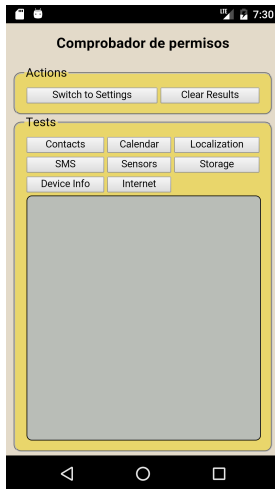 LTE 7:30
Comprobador de permisos
Actions
Switch to Settings Clear Results
Tests
Contacts Calendar Localization
SMS Sensors Storage
Device Info Internet